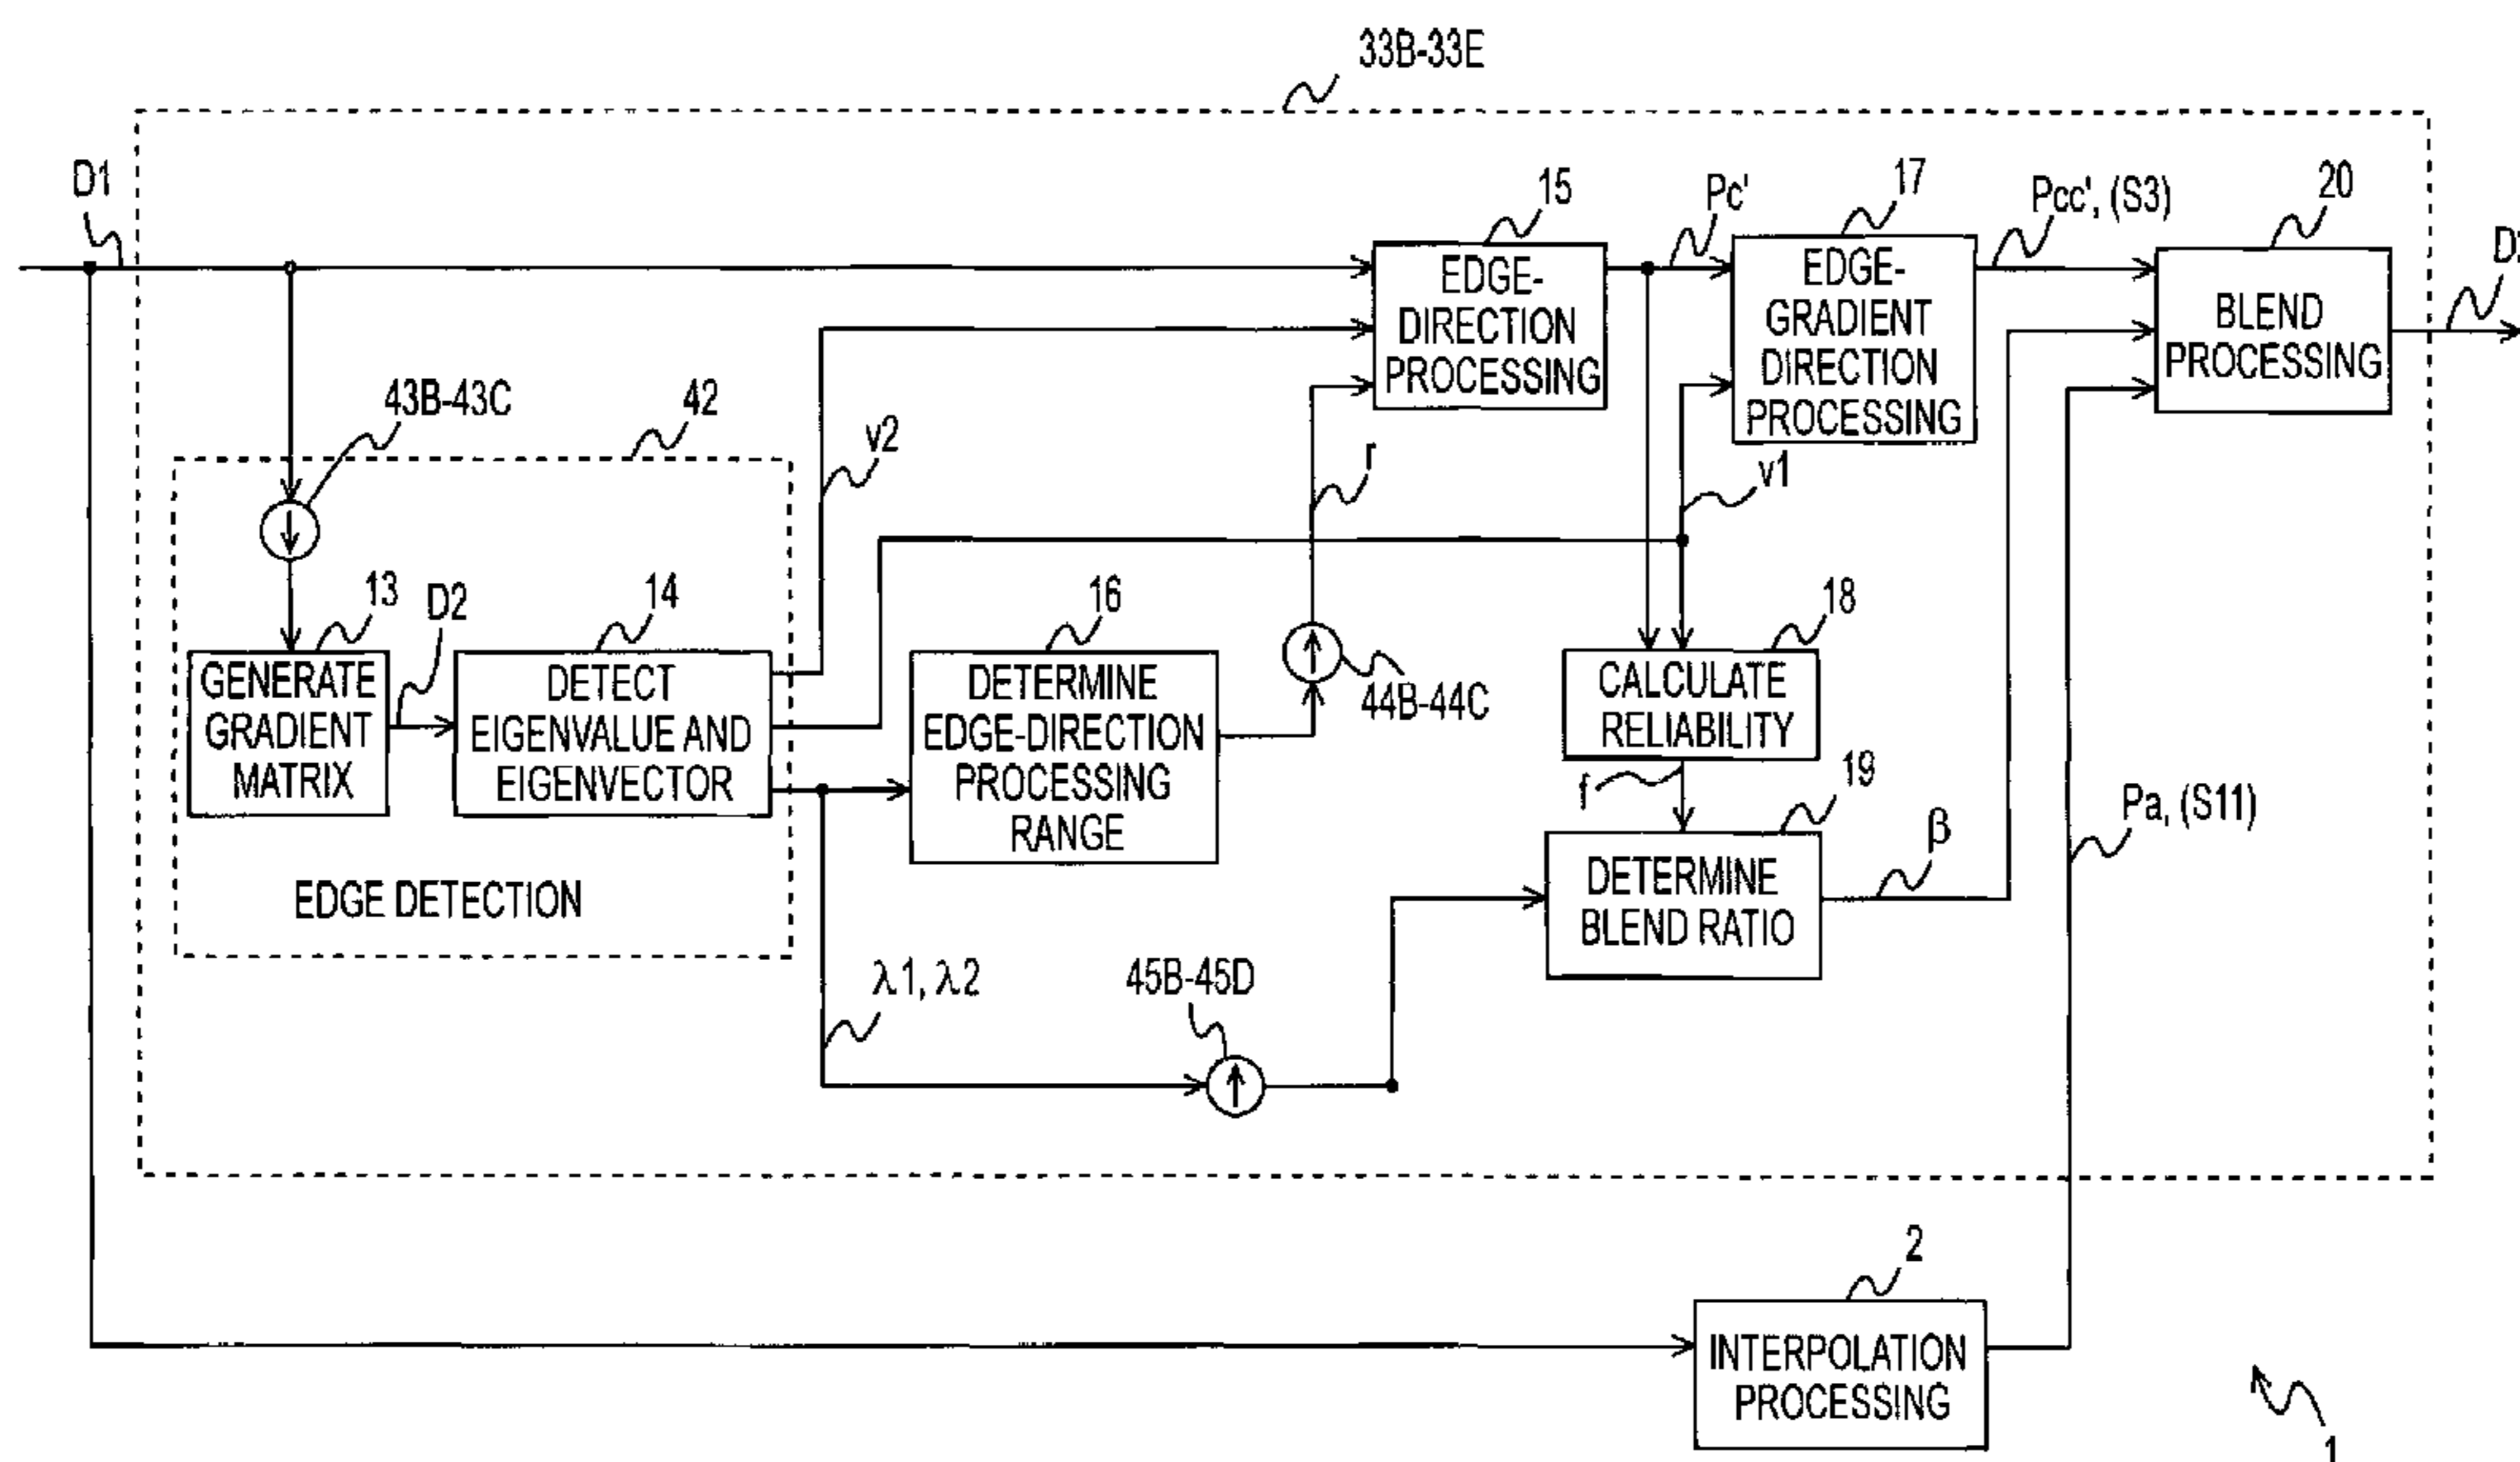 33B-33E
D1
15
Pc'
17
Pcc', (S3)
20
EDGE-
DIRECTION
PROCESSING
EDGE-
GRADIENT
DIRECTION
PROCESSING
BLEND
PROCESSING
43B-43C
42
v2
r
v1
13
D2
14
16
44B-44C
18
GENERATE
GRADIENT
MATRIX
DETECT
EIGENVALUE AND
EIGENVECTOR
DETERMINE
EDGE-DIRECTION
PROCESSING
RANGE
CALCULATE
RELIABILITY
f
19
β
Pa, (S11)
EDGE DETECTION
DETERMINE
BLEND RATIO
λ1, λ2
45B-45D
2
INTERPOLATION
PROCESSING
1